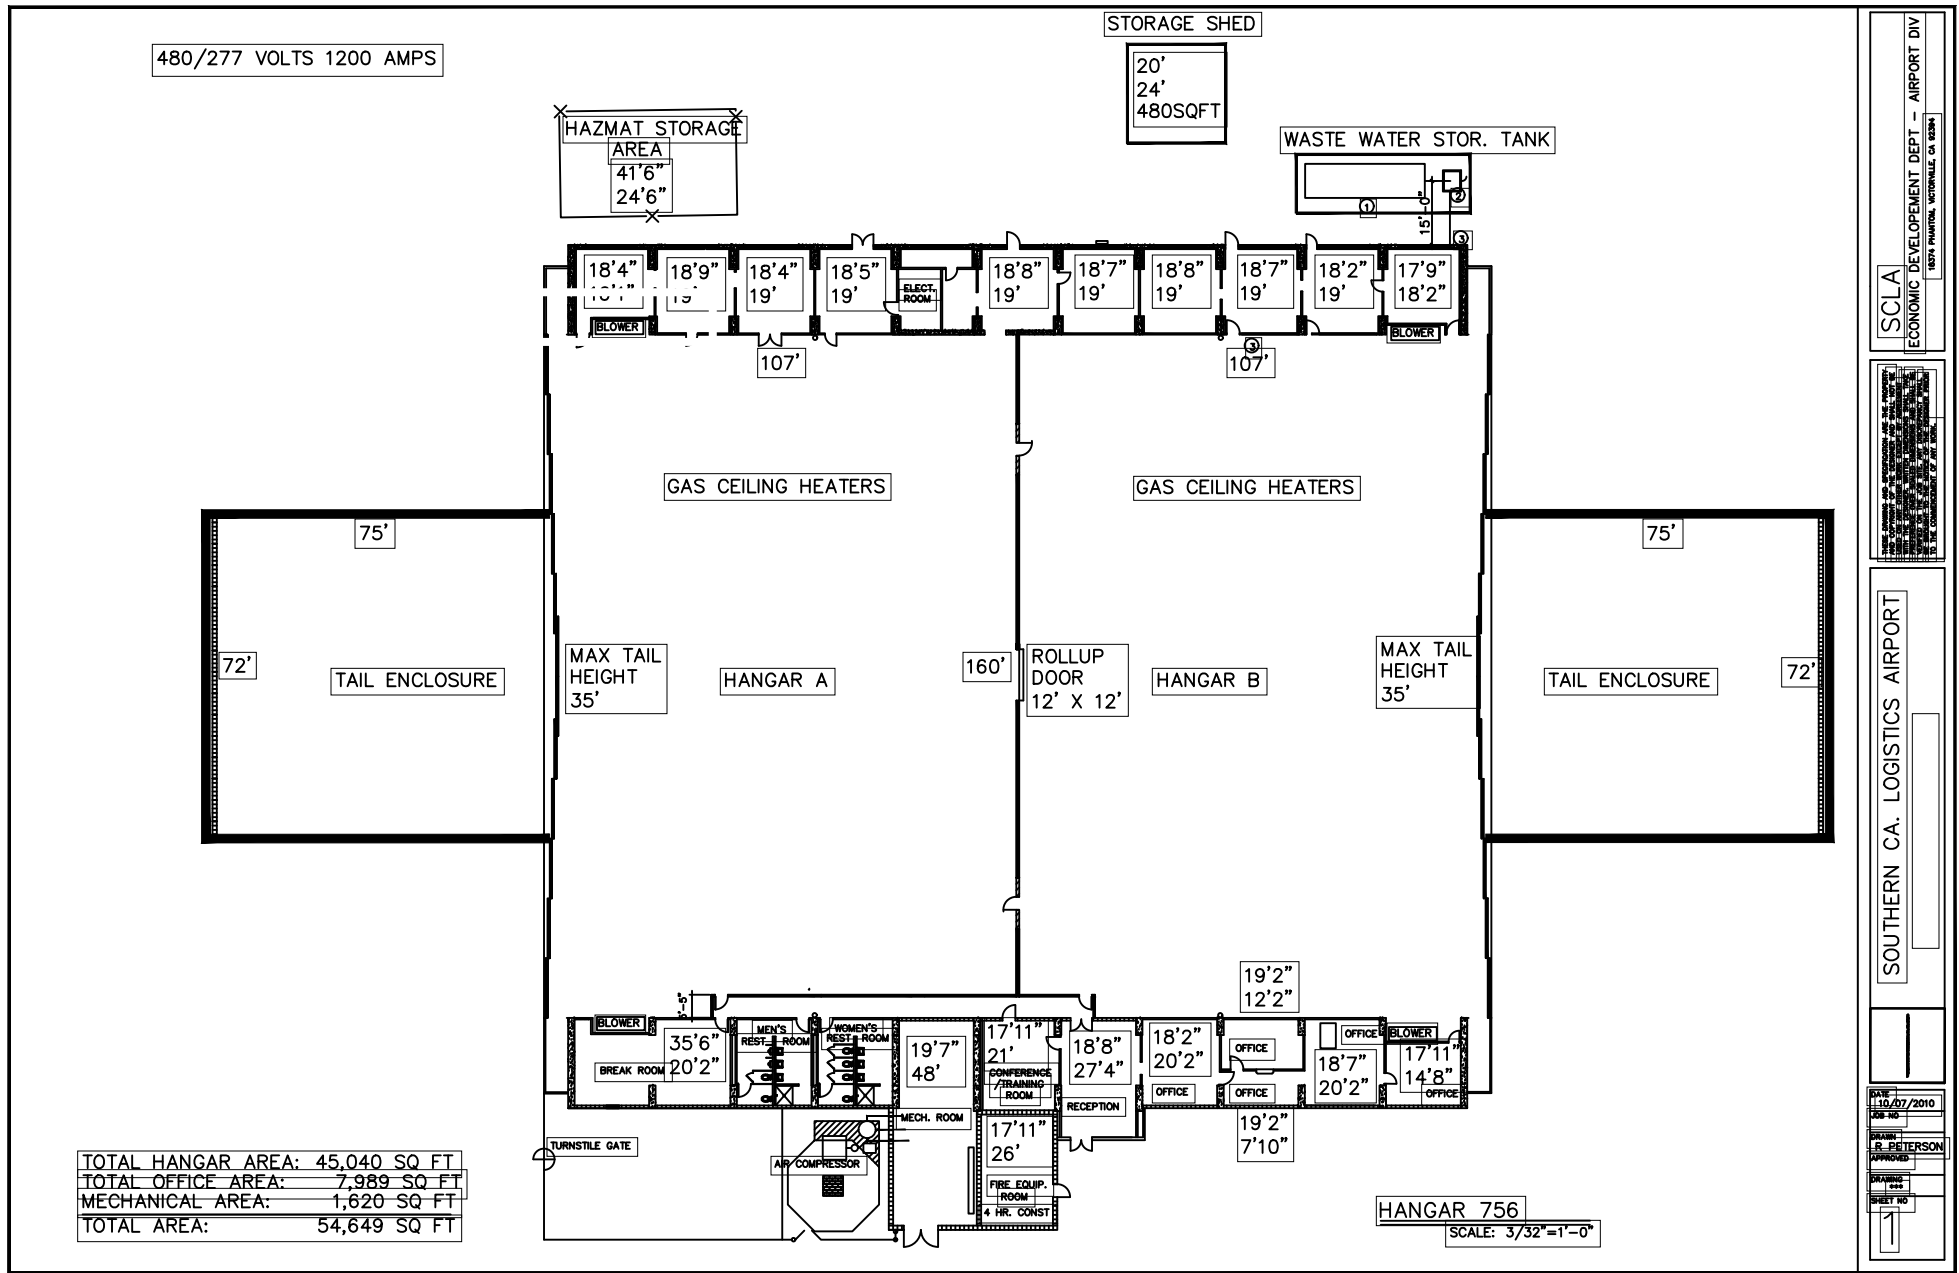 480/277 VOLTS 1200 AMPS
STORAGE SHED
20'
24'
480SQFT
HAZMAT STORAGE
AREA
41'6"
24'6"
WASTE WATER STOR. TANK
1
2
15'-0"
3
18'4"
18'9"
19'
18'4"
19'
18'5"
19'
ELECT.
ROOM
18'8"
19'
18'7"
19'
18'8"
19'
18'7"
19'
18'2"
19'
17'9"
18'2"
BLOWER
BLOWER
107'
3
107'
GAS CEILING HEATERS
GAS CEILING HEATERS
75'
75'
72'
TAIL ENCLOSURE
MAX TAIL
HEIGHT
35'
HANGAR A
160'
ROLLUP
DOOR
12' X 12'
HANGAR B
MAX TAIL
HEIGHT
35'
TAIL ENCLOSURE
72'
19'2"
12'2"
BLOWER
35'6"
20'2"
BREAK ROOM
MEN'S
REST ROOM
WOMEN'S
REST ROOM
19'7"
48'
MECH. ROOM
17'11"
21'
CONFERENCE
/TRAINING
ROOM
18'8"
27'4"
RECEPTION
18'2"
20'2"
OFFICE
OFFICE
OFFICE
19'2"
7'10"
OFFICE
18'7"
20'2"
BLOWER
17'11"
14'8"
OFFICE
17'11"
26'
FIRE EQUIP.
ROOM
4 HR. CONST
TURNSTILE GATE
AIR COMPRESSOR
TOTAL HANGAR AREA: 45,040 SQ FT
TOTAL OFFICE AREA: 7,989 SQ FT
MECHANICAL AREA: 1,620 SQ FT
TOTAL AREA: 54,649 SQ FT
HANGAR 756
SCALE: 3/32"=1'-0"
SCLA
ECONOMIC DEVELOPEMENT DEPT - AIRPORT DIV
18374 PHANTOM, VICTORVILLE, CA 92394
SOUTHERN CA. LOGISTICS AIRPORT
DATE
10/07/2010
JOB NO
DRAWN
R PETERSON
APPROVED
DRAWING
***
SHEET NO
1